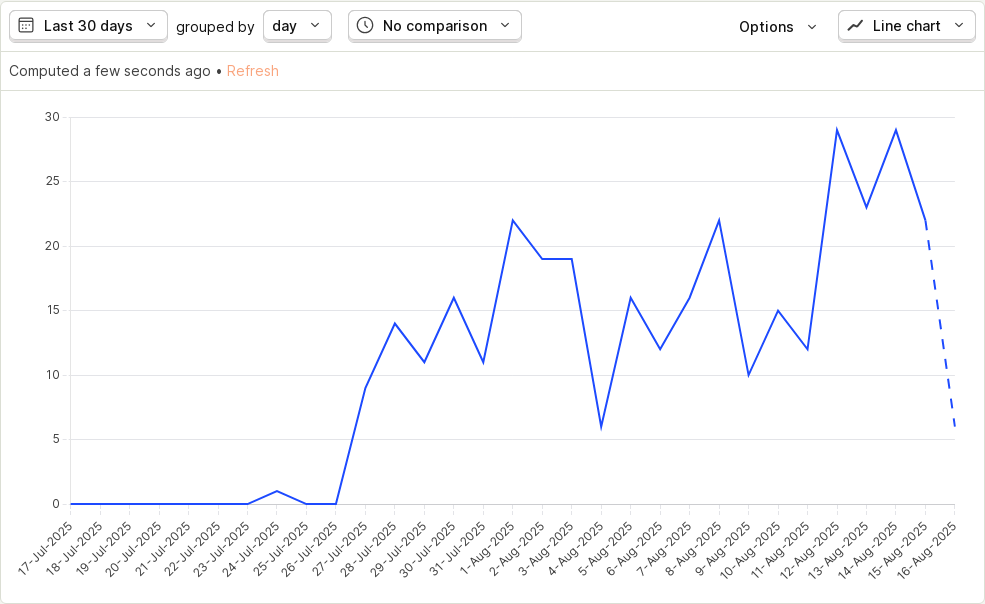 Last 30 days grouped by day No comparison Options Line chart
Computed a few seconds ago • Refresh
30
25
20
15
10
5
0
17-Jul-2025
18-Jul-2025
19-Jul-2025
20-Jul-2025
21-Jul-2025
22-Jul-2025
23-Jul-2025
24-Jul-2025
25-Jul-2025
26-Jul-2025
27-Jul-2025
28-Jul-2025
29-Jul-2025
30-Jul-2025
31-Jul-2025
1-Aug-2025
2-Aug-2025
3-Aug-2025
4-Aug-2025
5-Aug-2025
6-Aug-2025
7-Aug-2025
8-Aug-2025
9-Aug-2025
10-Aug-2025
11-Aug-2025
12-Aug-2025
13-Aug-2025
14-Aug-2025
15-Aug-2025
16-Aug-2025